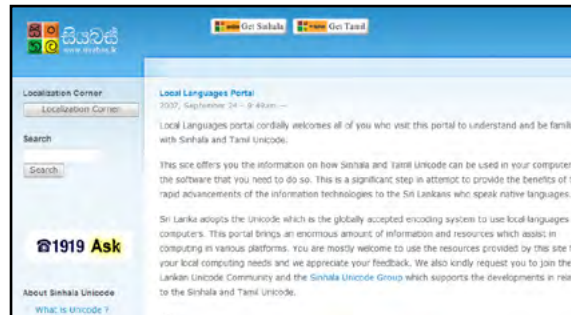 සිංහල
සියබස්
www.siyabas.lk
Get Sinhala
Get Tamil
Localization Corner
Localization Corner
Search
Search
☎1919 Ask
About Sinhala Unicode
What is Unicode ?
Local Languages Portal
2007, September 24 - 9:49am —
Local Languages portal cordially welcomes all of you who visit this portal to understand and be famili
with Sinhala and Tamil Unicode.
This site offers you the information on how Sinhala and Tamil Unicode can be used in your computer
the software that you need to do so. This is a significant step in attempt to provide the benefits of t
rapid advancements of the information technologies to the Sri Lankans who speak native languages.
Sri Lanka adopts the Unicode which is the globally accepted encoding system to use local languages
computers. This portal brings an enormous amount of information and resources which assist in
computing in various platforms. You are mostly welcome to use the resources provided by this site f
your local computing needs and we appreciate your feedback. We also kindly request you to join the
Lankan Unicode Community and the Sinhala Unicode Group which supports the developments in rela
to the Sinhala and Tamil Unicode.